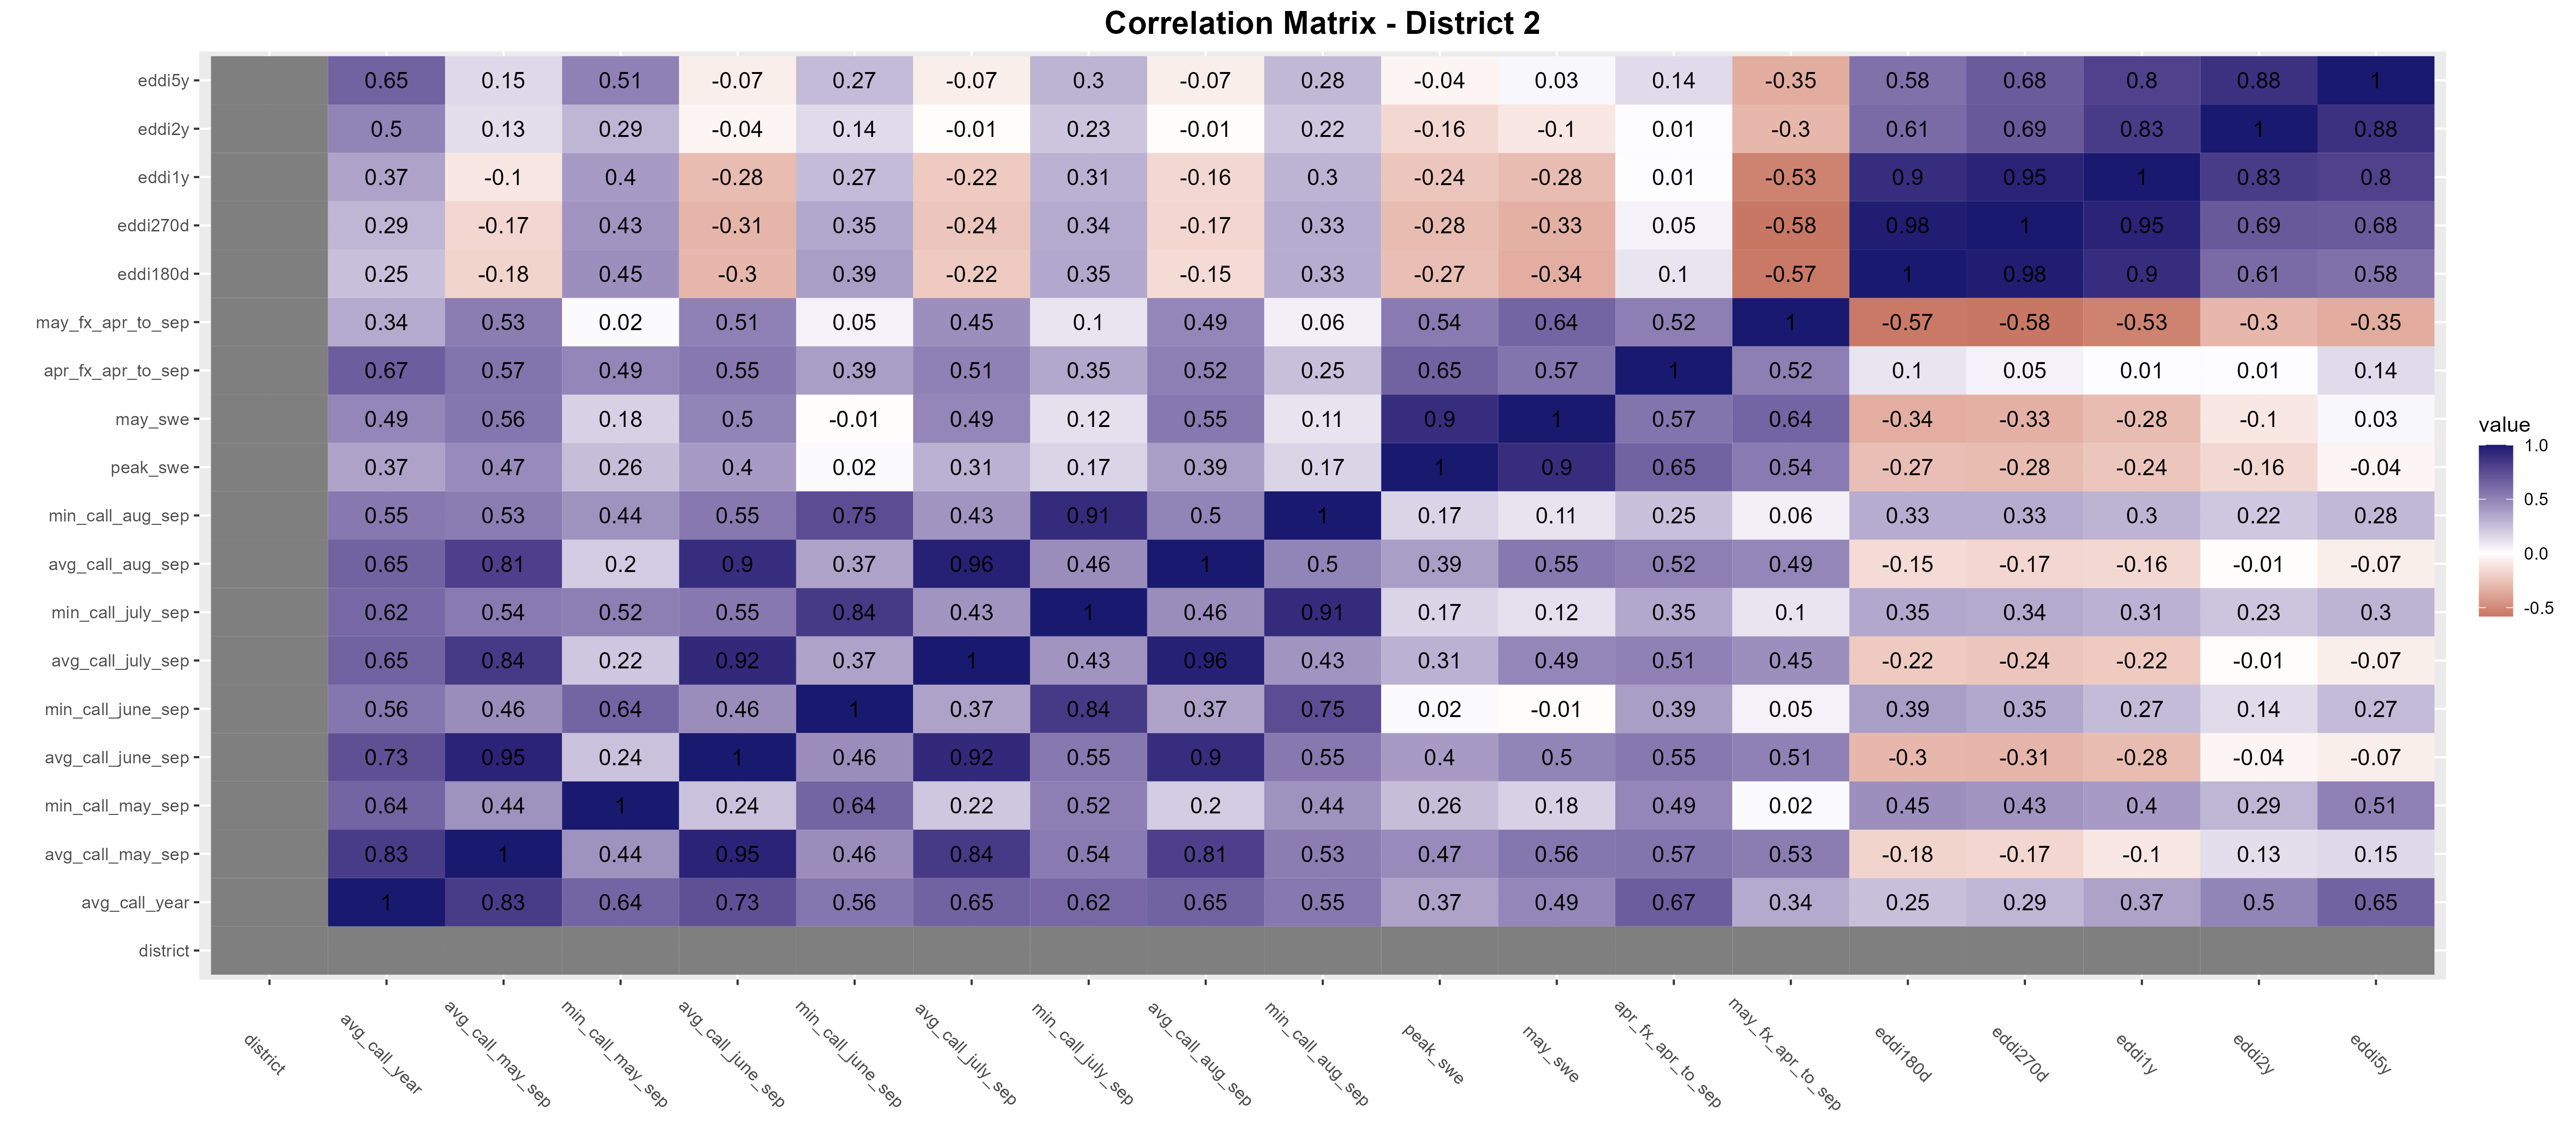 Correlation Matrix - District 2
eddi5y 0.65 0.15 0.51 -0.07 0.27 -0.07 0.3 -0.07 0.28 -0.04 0.03 0.14 -0.35 0.58 0.68 0.8 0.88 1
eddi2y 0.5 0.13 0.29 -0.04 0.14 -0.01 0.23 -0.01 0.22 -0.16 -0.1 0.01 -0.3 0.61 0.69 0.83 1 0.88
eddi1y 0.37 -0.1 0.4 -0.28 0.27 -0.22 0.31 -0.16 0.3 -0.24 -0.28 0.01 -0.53 0.9 0.95 1 0.83 0.8
eddi270d 0.29 -0.17 0.43 -0.31 0.35 -0.24 0.34 -0.17 0.33 -0.28 -0.33 0.05 -0.58 0.98 1 0.95 0.69 0.68
eddi180d 0.25 -0.18 0.45 -0.3 0.39 -0.22 0.35 -0.15 0.33 -0.27 -0.34 0.1 -0.57 1 0.98 0.9 0.61 0.58
may_fx_apr_to_sep 0.34 0.53 0.02 0.51 0.05 0.45 0.1 0.49 0.06 0.54 0.64 0.52 1 -0.57 -0.58 -0.53 -0.3 -0.35
apr_fx_apr_to_sep 0.67 0.57 0.49 0.55 0.39 0.51 0.35 0.52 0.25 0.65 0.57 1 0.52 0.1 0.05 0.01 0.01 0.14
may_swe 0.49 0.56 0.18 0.5 -0.01 0.49 0.12 0.55 0.11 0.9 1 0.57 0.64 -0.34 -0.33 -0.28 -0.1 0.03
peak_swe 0.37 0.47 0.26 0.4 0.02 0.31 0.17 0.39 0.17 1 0.9 0.65 0.54 -0.27 -0.28 -0.24 -0.16 -0.04
min_call_aug_sep 0.55 0.53 0.44 0.55 0.75 0.43 0.91 0.5 1 0.17 0.11 0.25 0.06 0.33 0.33 0.3 0.22 0.28
avg_call_aug_sep 0.65 0.81 0.2 0.9 0.37 0.96 0.46 1 0.5 0.39 0.55 0.52 0.49 -0.15 -0.17 -0.16 -0.01 -0.07
min_call_july_sep 0.62 0.54 0.52 0.55 0.84 0.43 1 0.46 0.91 0.17 0.12 0.35 0.1 0.35 0.34 0.31 0.23 0.3
avg_call_july_sep 0.65 0.84 0.22 0.92 0.37 1 0.43 0.96 0.43 0.31 0.49 0.51 0.45 -0.22 -0.24 -0.22 -0.01 -0.07
min_call_june_sep 0.56 0.46 0.64 0.46 1 0.37 0.84 0.37 0.75 0.02 -0.01 0.39 0.05 0.39 0.35 0.27 0.14 0.27
avg_call_june_sep 0.73 0.95 0.24 1 0.46 0.92 0.55 0.9 0.55 0.4 0.5 0.55 0.51 -0.3 -0.31 -0.28 -0.04 -0.07
min_call_may_sep 0.64 0.44 1 0.24 0.64 0.22 0.52 0.2 0.44 0.26 0.18 0.49 0.02 0.45 0.43 0.4 0.29 0.51
avg_call_may_sep 0.83 1 0.44 0.95 0.46 0.84 0.54 0.81 0.53 0.47 0.56 0.57 0.53 -0.18 -0.17 -0.1 0.13 0.15
avg_call_year 1 0.83 0.64 0.73 0.56 0.65 0.62 0.65 0.55 0.37 0.49 0.67 0.34 0.25 0.29 0.37 0.5 0.65
district
district avg_call_year avg_call_may_sep min_call_may_sep avg_call_june_sep min_call_june_sep avg_call_july_sep min_call_july_sep avg_call_aug_sep min_call_aug_sep peak_swe may_swe apr_fx_apr_to_sep may_fx_apr_to_sep eddi180d eddi270d eddi1y eddi2y eddi5y
value
1.0
0.5
0.0
-0.5